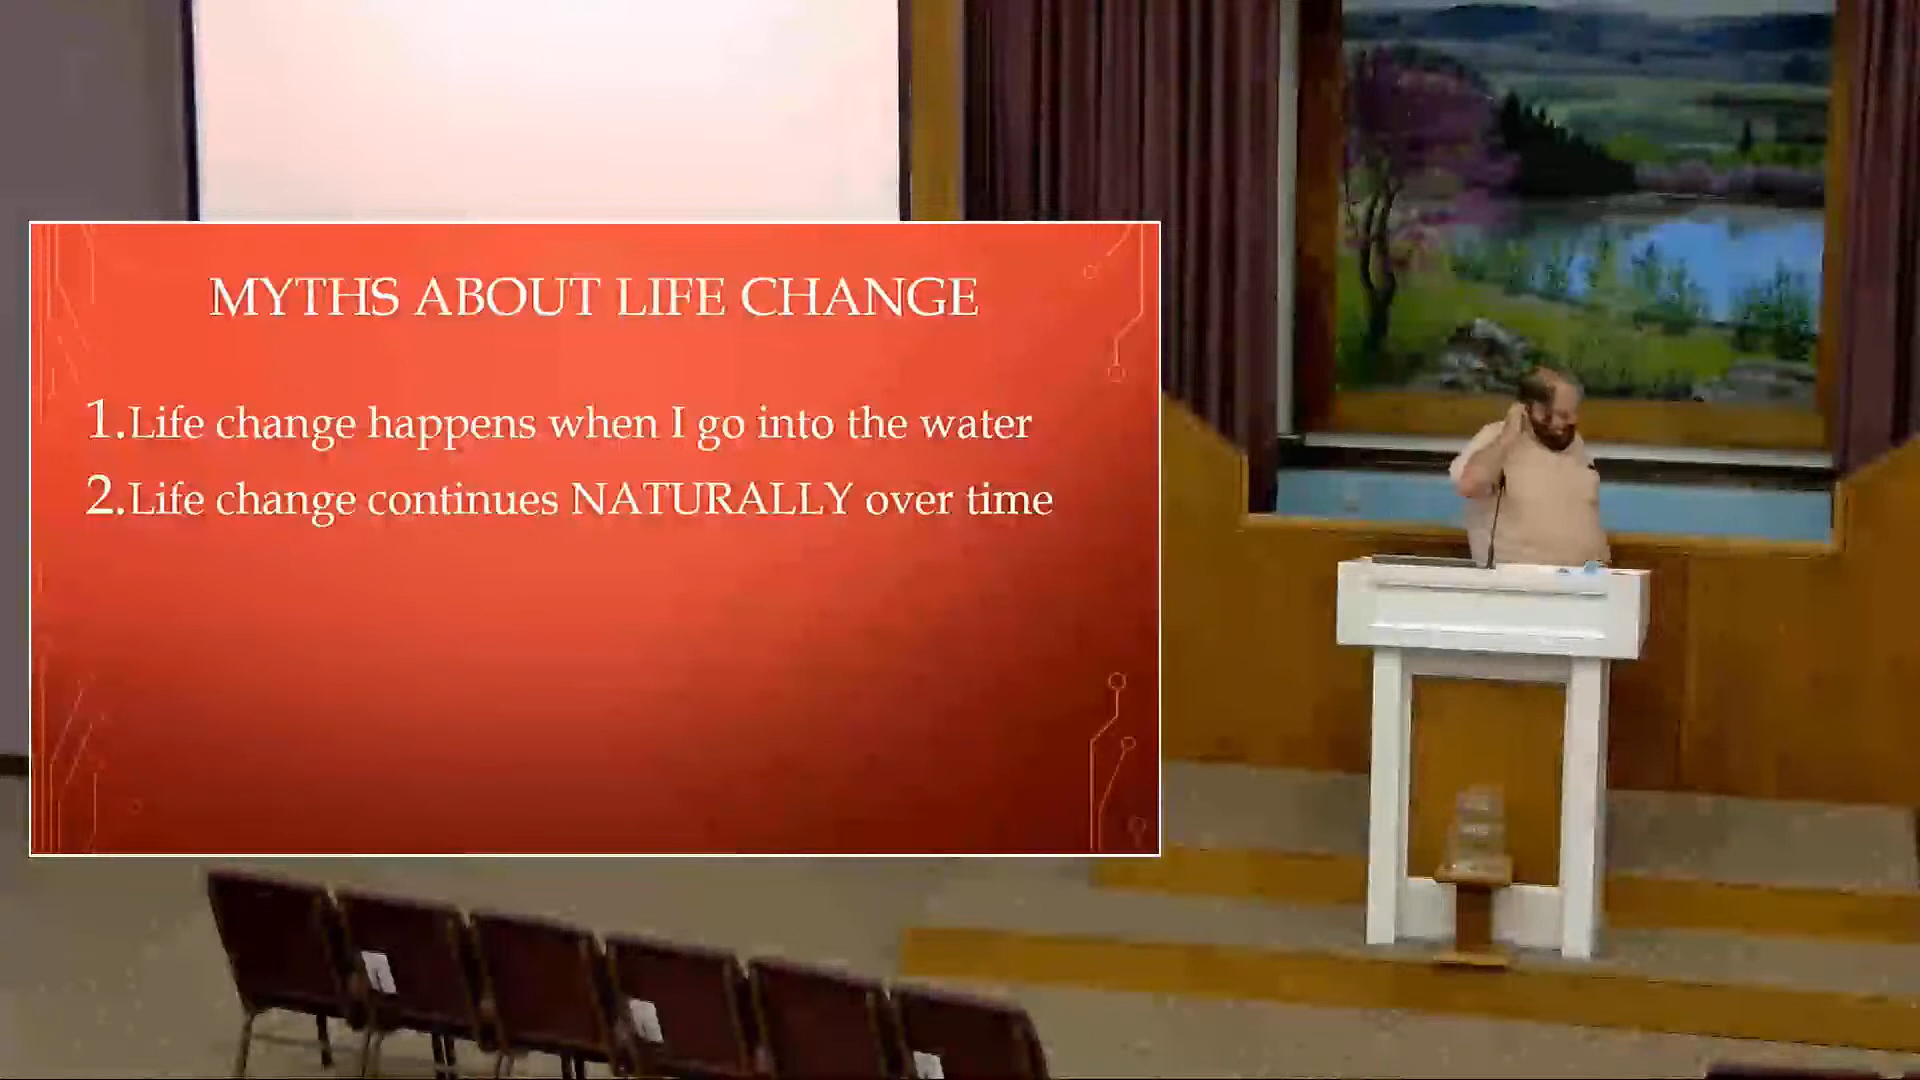 MYTHS ABOUT LIFE CHANGE
1.Life change happens when I go into the water
2.Life change continues NATURALLY over time